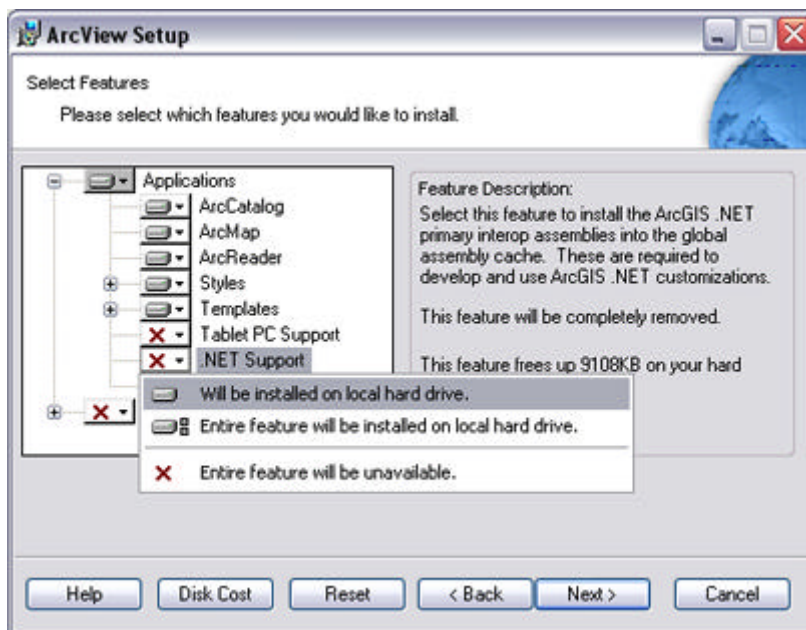 ArcView Setup
Select Features
Please select which features you would like to install.
Applications
ArcCatalog
ArcMap
ArcReader
Styles
Templates
Tablet PC Support
.NET Support
Feature Description:
Select this feature to install the ArcGIS .NET
primary interop assemblies into the global
assembly cache. These are required to
develop and use ArcGIS .NET customizations.
This feature will be completely removed.
This feature frees up 9108KB on your hard
Will be installed on local hard drive.
Entire feature will be installed on local hard drive.
Entire feature will be unavailable.
Help
Disk Cost
Reset
< Back
Next >
Cancel